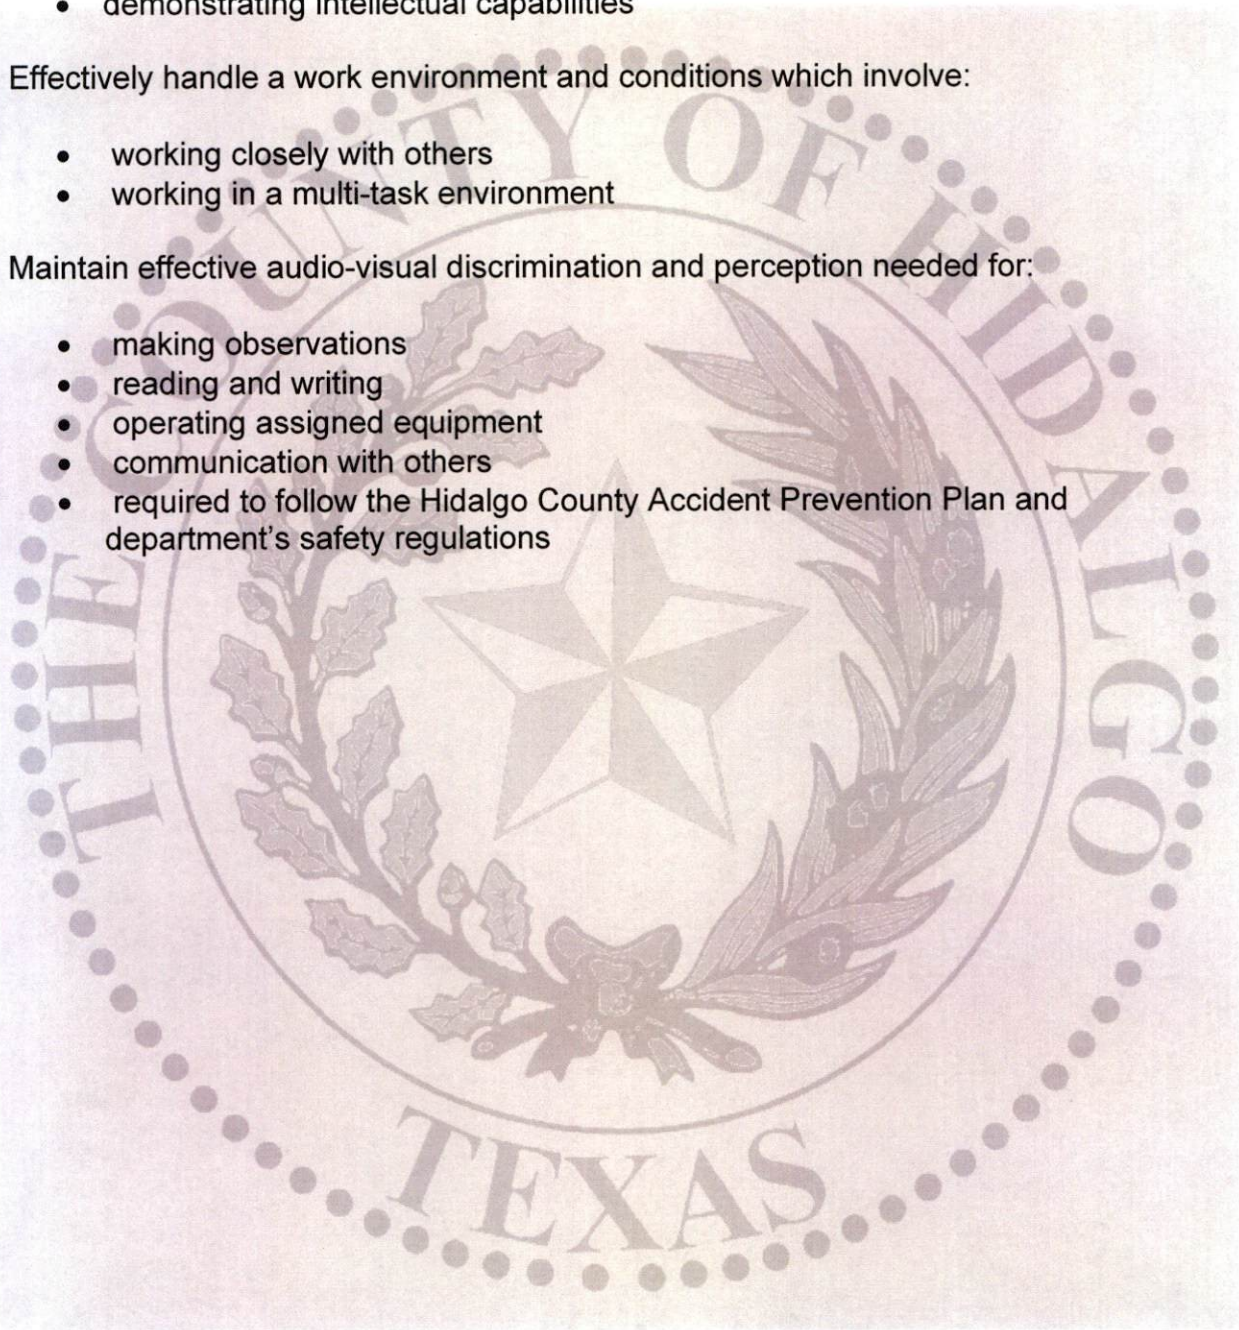 • demonstrating intellectual capabilities
Effectively handle a work environment and conditions which involve:
• working closely with others
• working in a multi-task environment
Maintain effective audio-visual discrimination and perception needed for:
• making observations
• reading and writing
• operating assigned equipment
• communication with others
• required to follow the Hidalgo County Accident Prevention Plan and
department's safety regulations
THE COUNTY OF HIDALGO
TEXAS